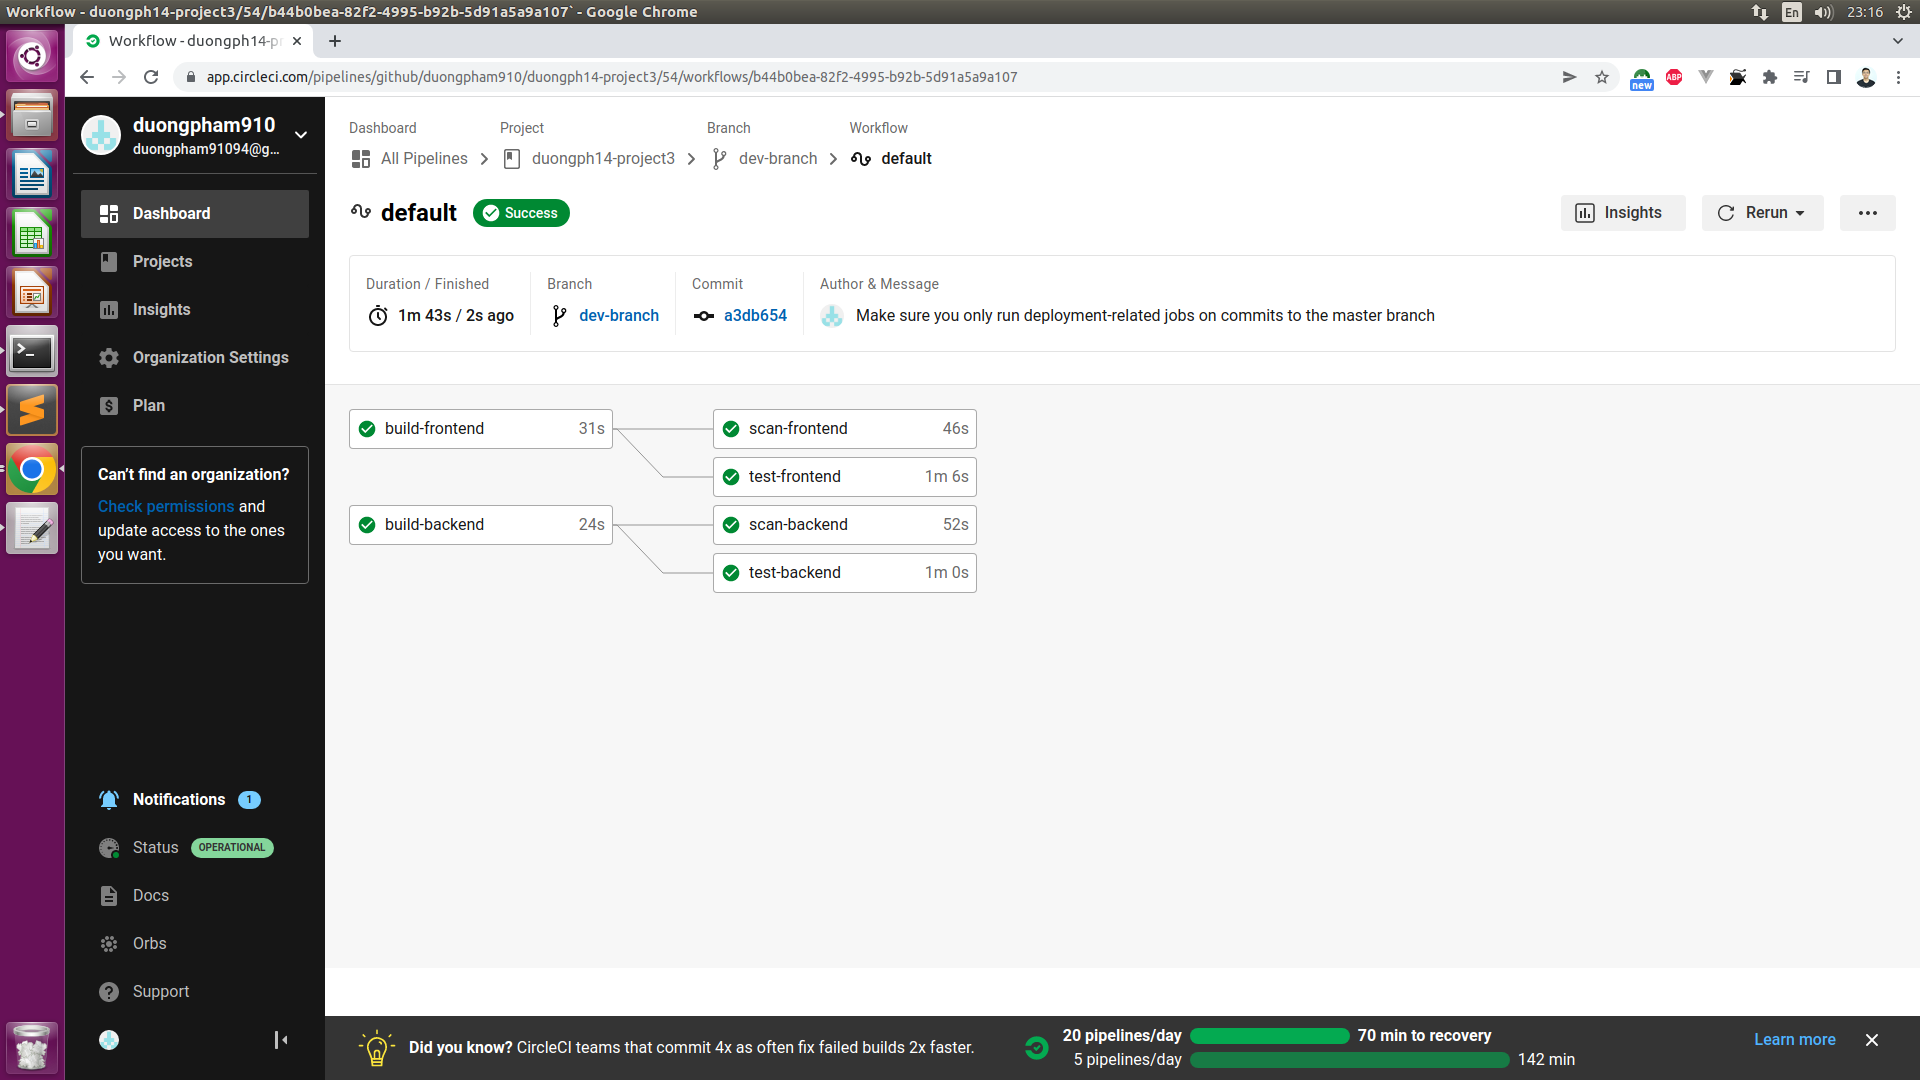 Workflow - duongph14-project3/54/b44b0bea-82f2-4995-b92b-5d91a5a9a107` - Google Chrome
En
23:16
Workflow - duongph14-p
app.circleci.com/pipelines/github/duongpham910/duongph14-project3/54/workflows/b44b0bea-82f2-4995-b92b-5d91a5a9a107
new
ABP
duongpham910
duongpham91094@g...
Dashboard
Projects
Insights
Organization Settings
Plan
Can't find an organization?
Check permissions and
update access to the ones
you want.
Notifications 1
Status OPERATIONAL
Docs
Orbs
Support
Dashboard Project Branch Workflow
All Pipelines duongph14-project3 dev-branch default
default Success
Insights Rerun
Duration / Finished Branch Commit Author & Message
1m 43s / 2s ago dev-branch a3db654 Make sure you only run deployment-related jobs on commits to the master branch
build-frontend 31s
scan-frontend 46s
test-frontend 1m 6s
build-backend 24s
scan-backend 52s
test-backend 1m 0s
Did you know? CircleCI teams that commit 4x as often fix failed builds 2x faster.
20 pipelines/day 70 min to recovery
5 pipelines/day 142 min
Learn more